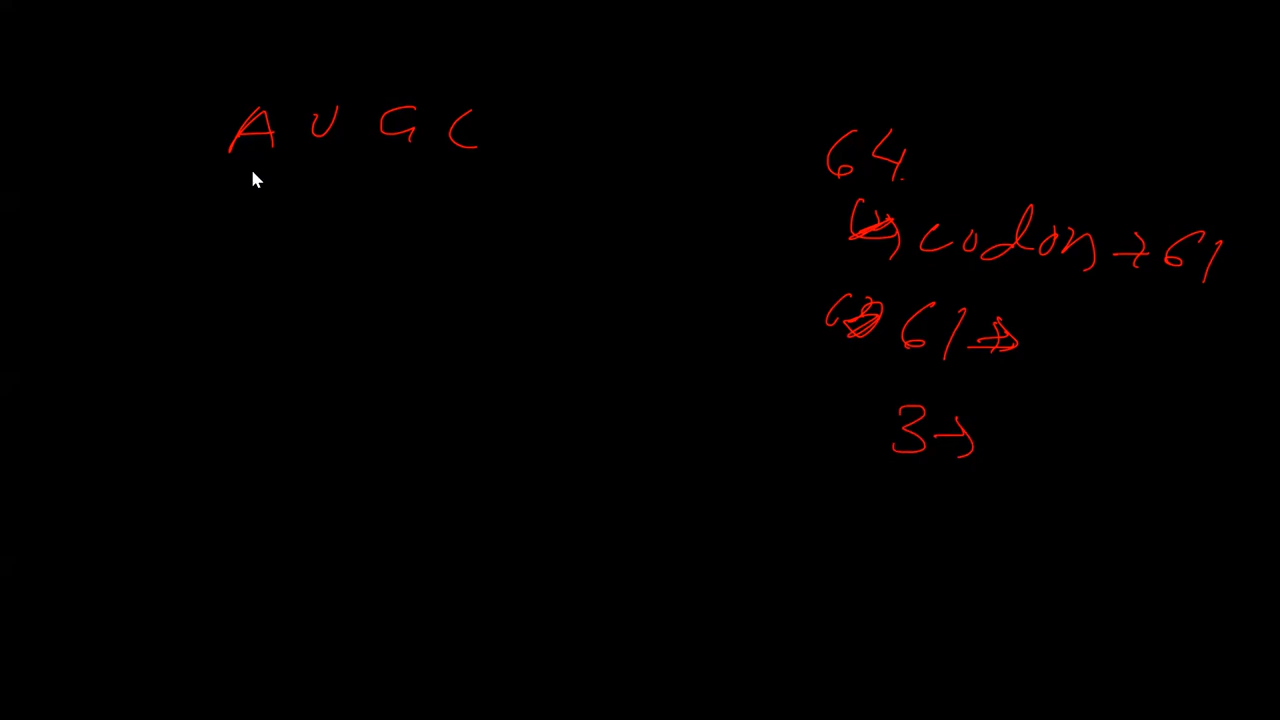 A U G C
64
codon → 61
61 →
3 →